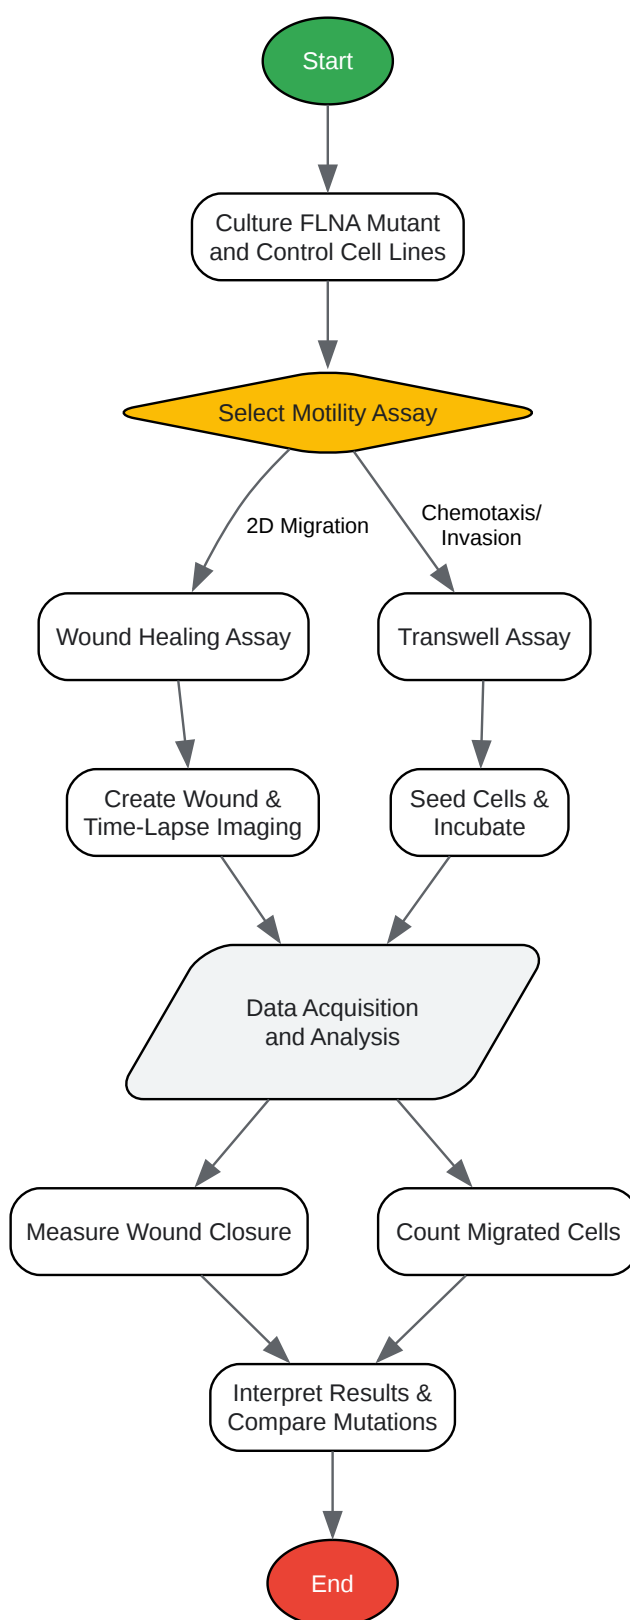 Start
Culture FLNA Mutant
and Control Cell Lines
Select Motility Assay
2D Migration
Chemotaxis/
Invasion
Wound Healing Assay
Transwell Assay
Create Wound &
Time-Lapse Imaging
Seed Cells &
Incubate
Data Acquisition
and Analysis
Measure Wound Closure
Count Migrated Cells
Interpret Results &
Compare Mutations
End